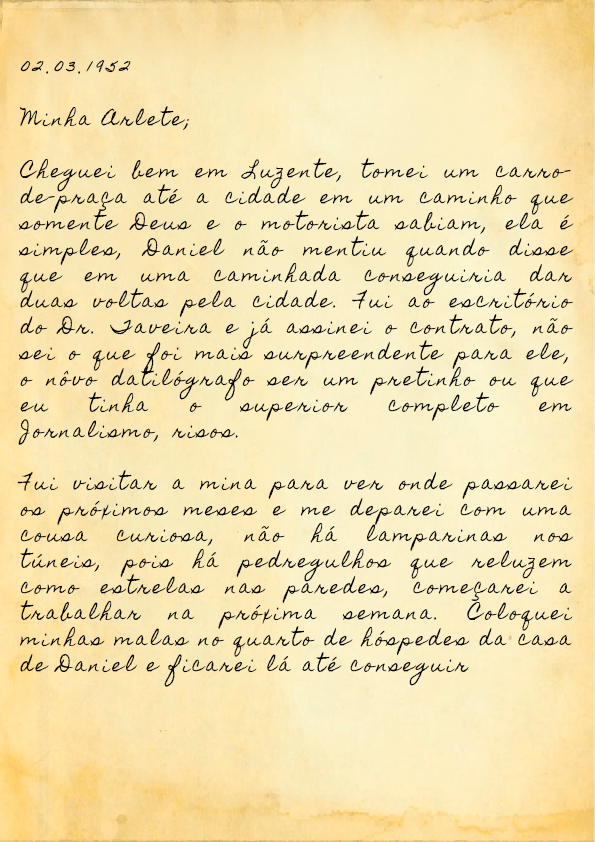 02.03.1952
Minha Arlete;
Cheguei bem em Luzente, tomei um carro-
de-praça até a cidade em um caminho que
somente Deus e o motorista sabiam, ela é
simples, Daniel não mentiu quando disse
que em uma caminhada conseguiria dar
duas voltas pela cidade. Fui ao escritório
do Dr. Taveira e já assinei o contrato, não
sei o que foi mais surpreendente para ele,
o nôvo datilógrafo ser um pretinho ou que
eu tinha o superior completo em
Jornalismo, risos.
Fui visitar a mina para ver onde passarei
os próximos meses e me deparei com uma
cousa curiosa, não há lamparinas nos
túneis, pois há pedregulhos que reluzem
como estrelas nas paredes, começarei a
trabalhar na próxima semana. Coloquei
minhas malas no quarto de hóspedes da casa
de Daniel e ficarei lá até conseguir